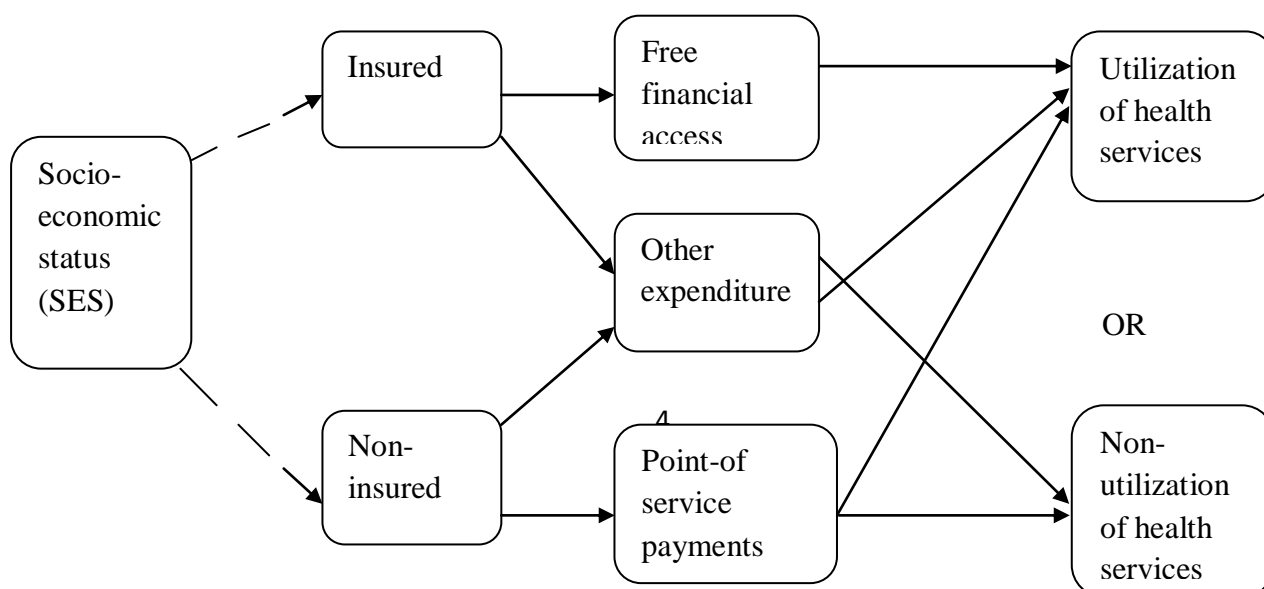 Socio-
economic
status
(SES)
Insured
Non-
insured
Free
financial
access
Other
expenditure
4
Point-of
service
payments
Utilization
of health
services
OR
Non-
utilization
of health
services